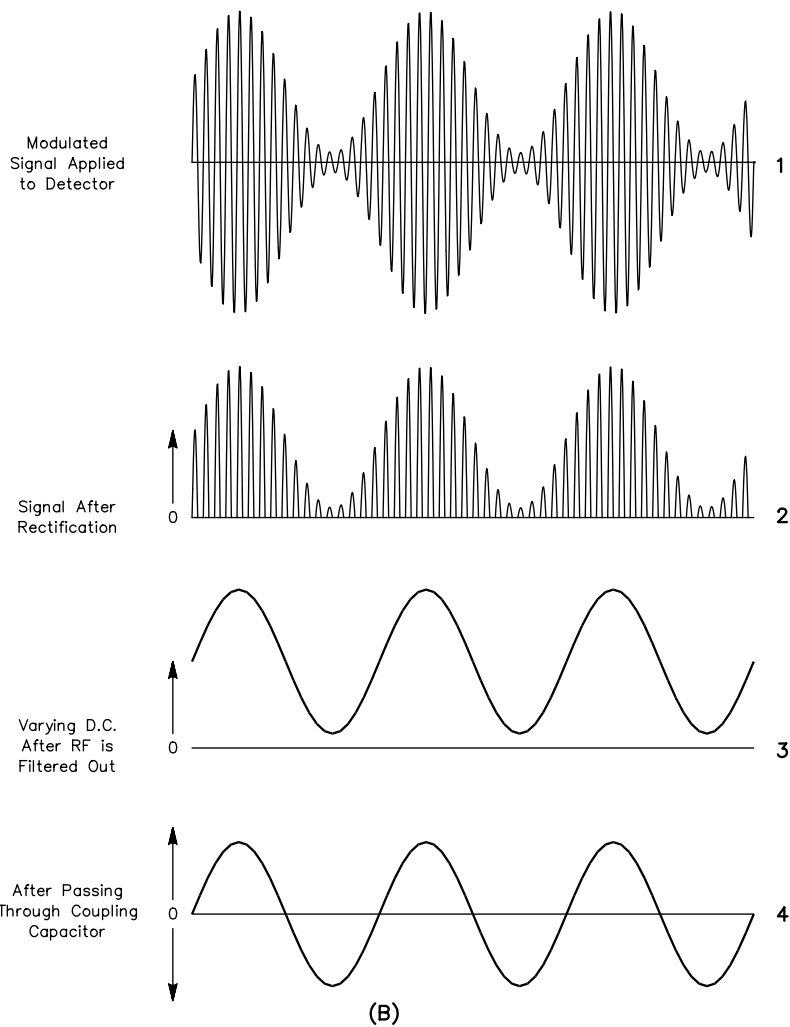 Modulated
Signal Applied
to Detector
1
Signal After
Rectification
0
2
Varying D.C.
After RF is
Filtered Out
0
3
After Passing
Through Coupling
Capacitor
0
4
(B)